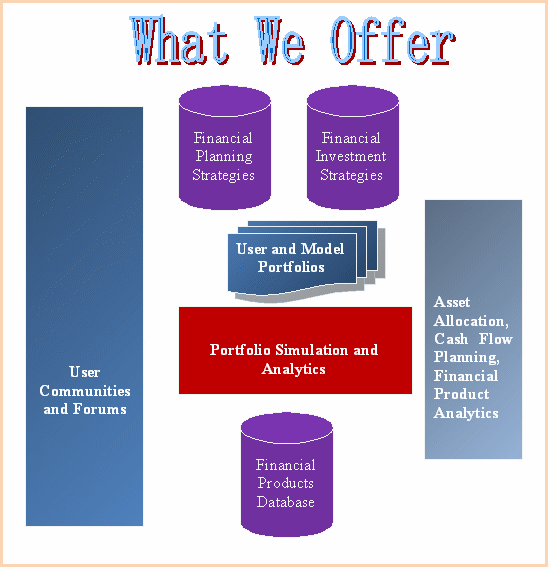 What We Offer
Financial
Planning
Strategies
Financial
Investment
Strategies
User and Model
Portfolios
Portfolio Simulation and
Analytics
User
Communities
and Forums
Asset
Allocation,
Cash Flow
Planning,
Financial
Product
Analytics
Financial
Products
Database